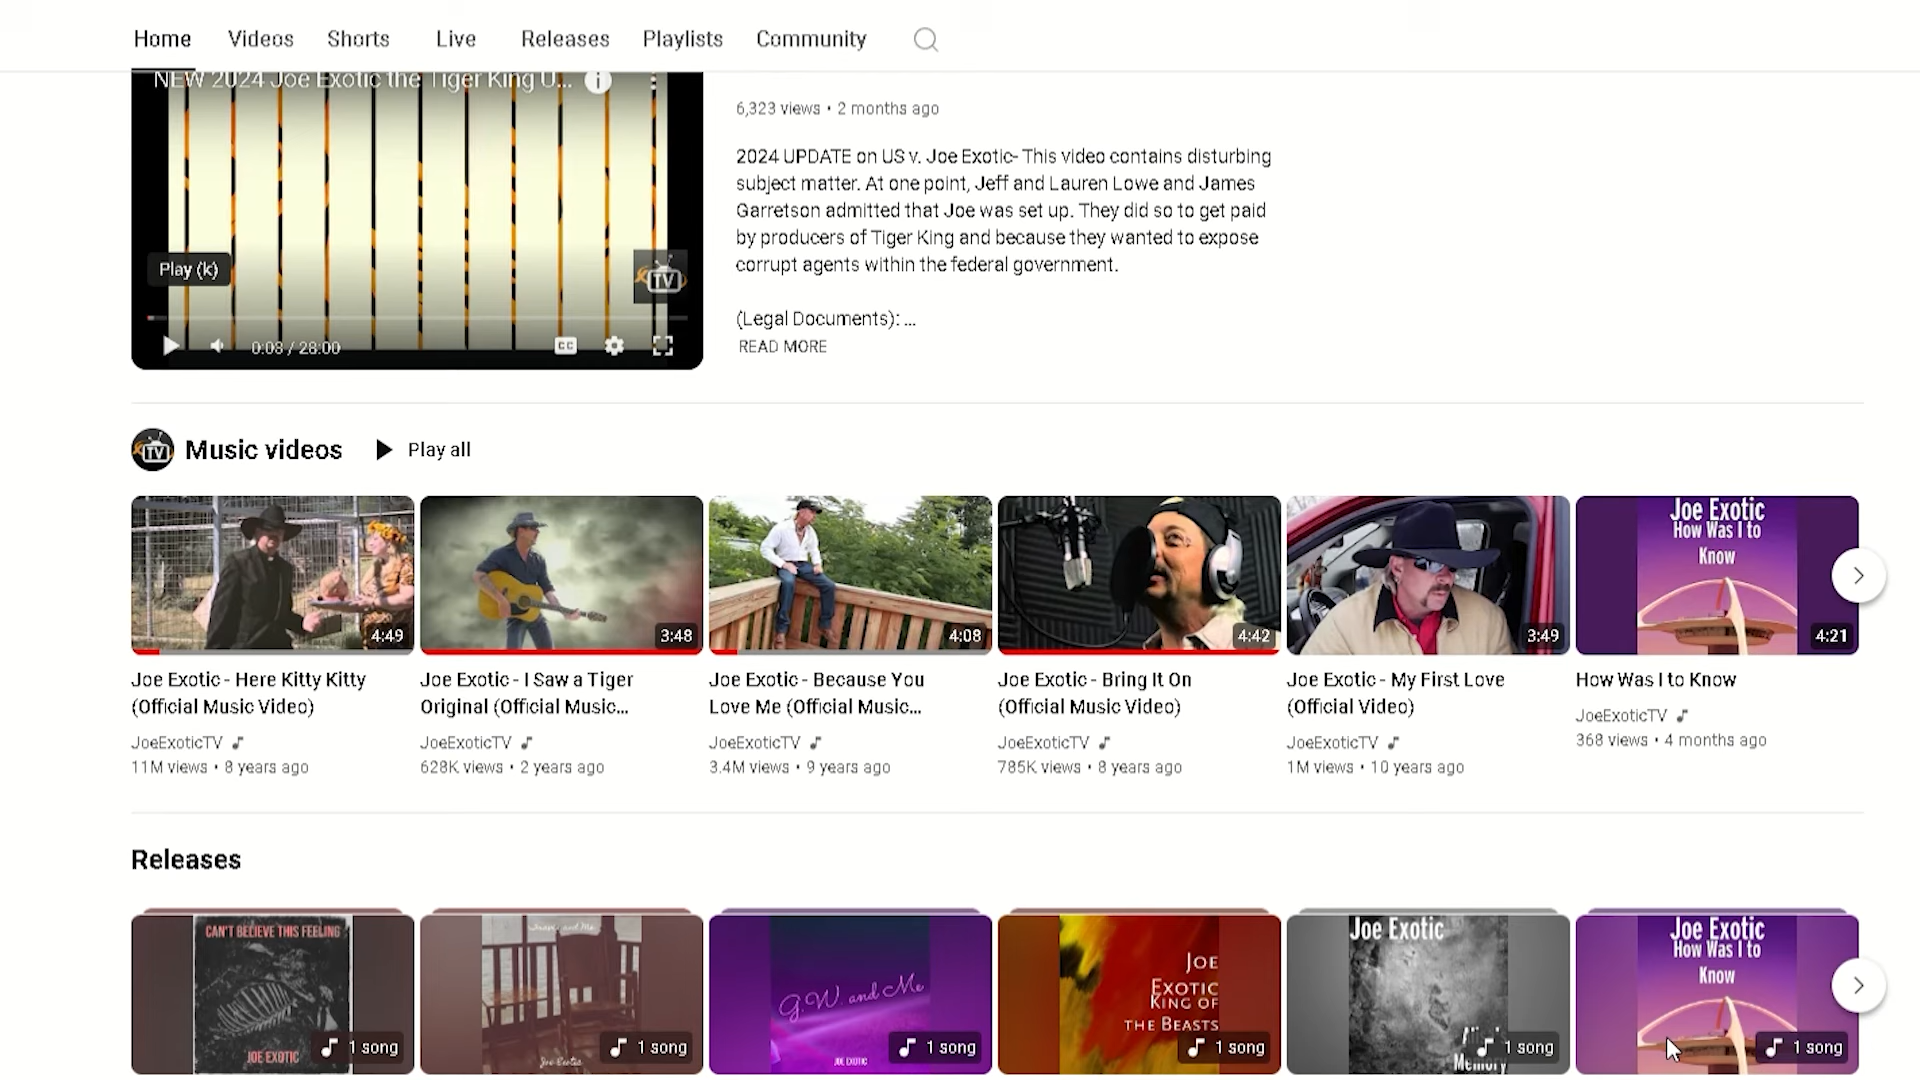 Home Videos Shorts Live Releases Playlists Community
NEW 2024 Joe Exotic the Tiger King U...
6,323 views • 2 months ago
2024 UPDATE on US v. Joe Exotic- This video contains disturbing
subject matter. At one point, Jeff and Lauren Lowe and James
Garretson admitted that Joe was set up. They did so to get paid
by producers of Tiger King and because they wanted to expose
corrupt agents within the federal government.
(Legal Documents): ...
READ MORE
Play (k)
TV
0:08 / 28:00
CC
TV
Music videos
Play all
4:49
3:48
4:08
4:42
3:49
Joe Exotic
How Was I to
Know
4:21
Joe Exotic - Here Kitty Kitty
(Official Music Video)
JoeExoticTV
11M views • 8 years ago
Joe Exotic - I Saw a Tiger
Original (Official Music...
JoeExoticTV
628K views • 2 years ago
Joe Exotic - Because You
Love Me (Official Music...
JoeExoticTV
3.4M views • 9 years ago
Joe Exotic - Bring It On
(Official Music Video)
JoeExoticTV
785K views • 8 years ago
Joe Exotic - My First Love
(Official Video)
JoeExoticTV
1M views • 10 years ago
How Was I to Know
JoeExoticTV
368 views • 4 months ago
Releases
CAN'T BELIEVE THIS FEELING
JOE EXOTIC
1 song
and Me
Joe Exotic
1 song
G.W. and Me
JOE EXOTIC
1 song
JOE
EXOTIC
KING OF
THE BEASTS
1 song
Joe Exotic
Memory
1 song
Joe Exotic
How Was I to
Know
1 song